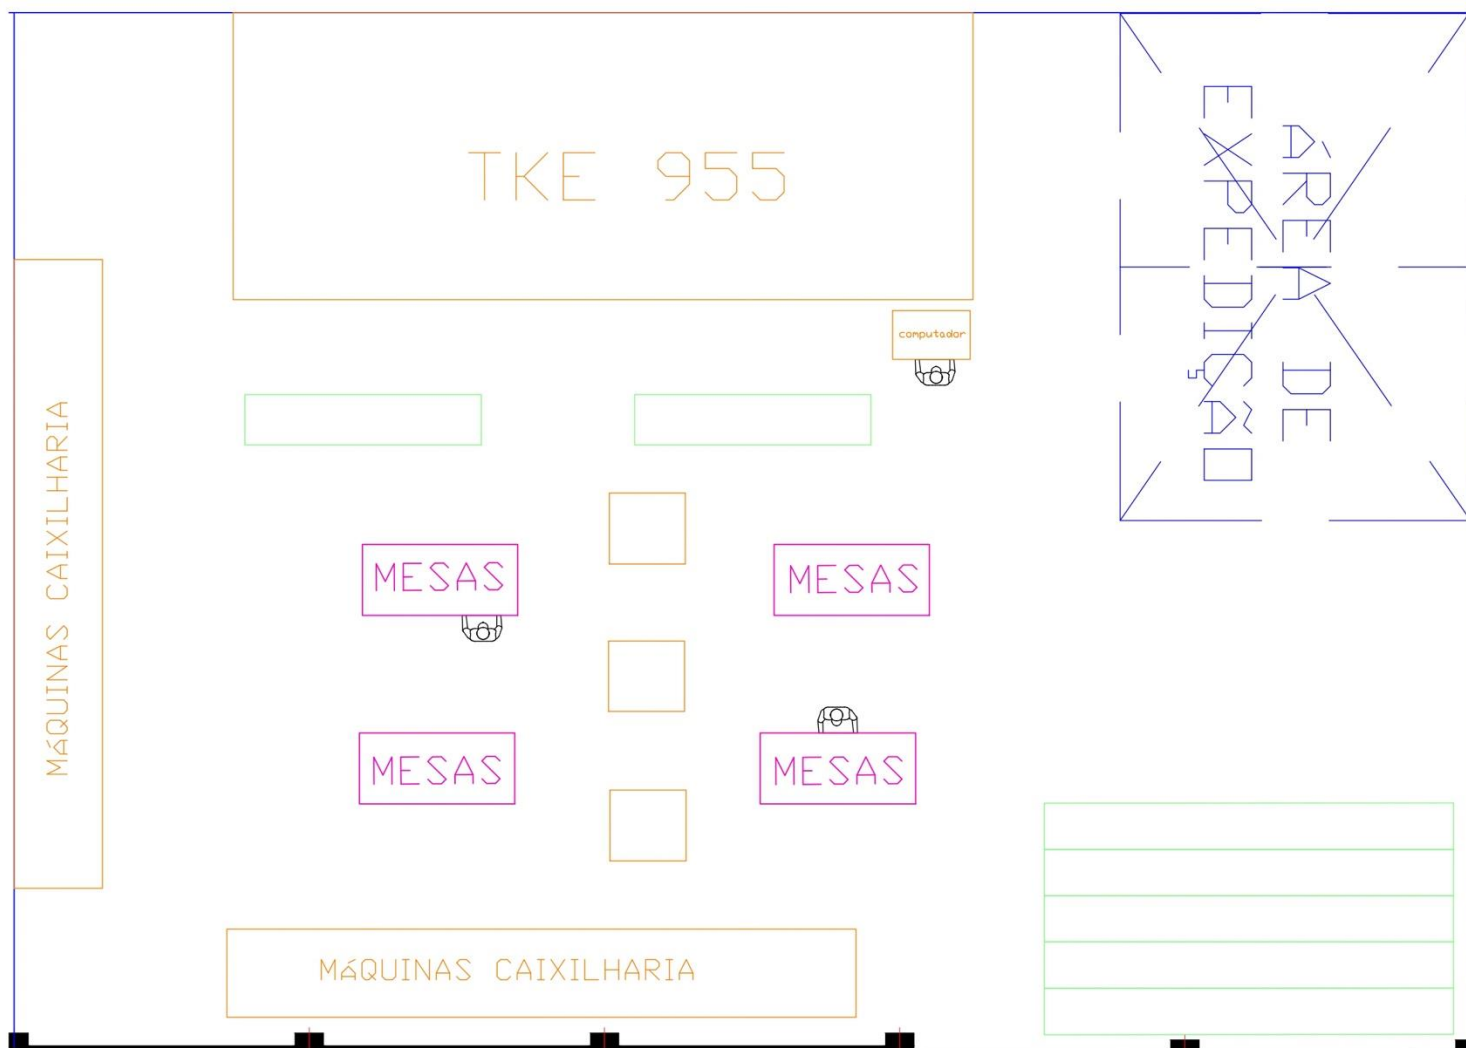 TKE 955
ÁREA DE
EXPEDIÇÃO
computador
MÁQUINAS CAIXILHARIA
MESAS
MESAS
MESAS
MESAS
MÁQUINAS CAIXILHARIA